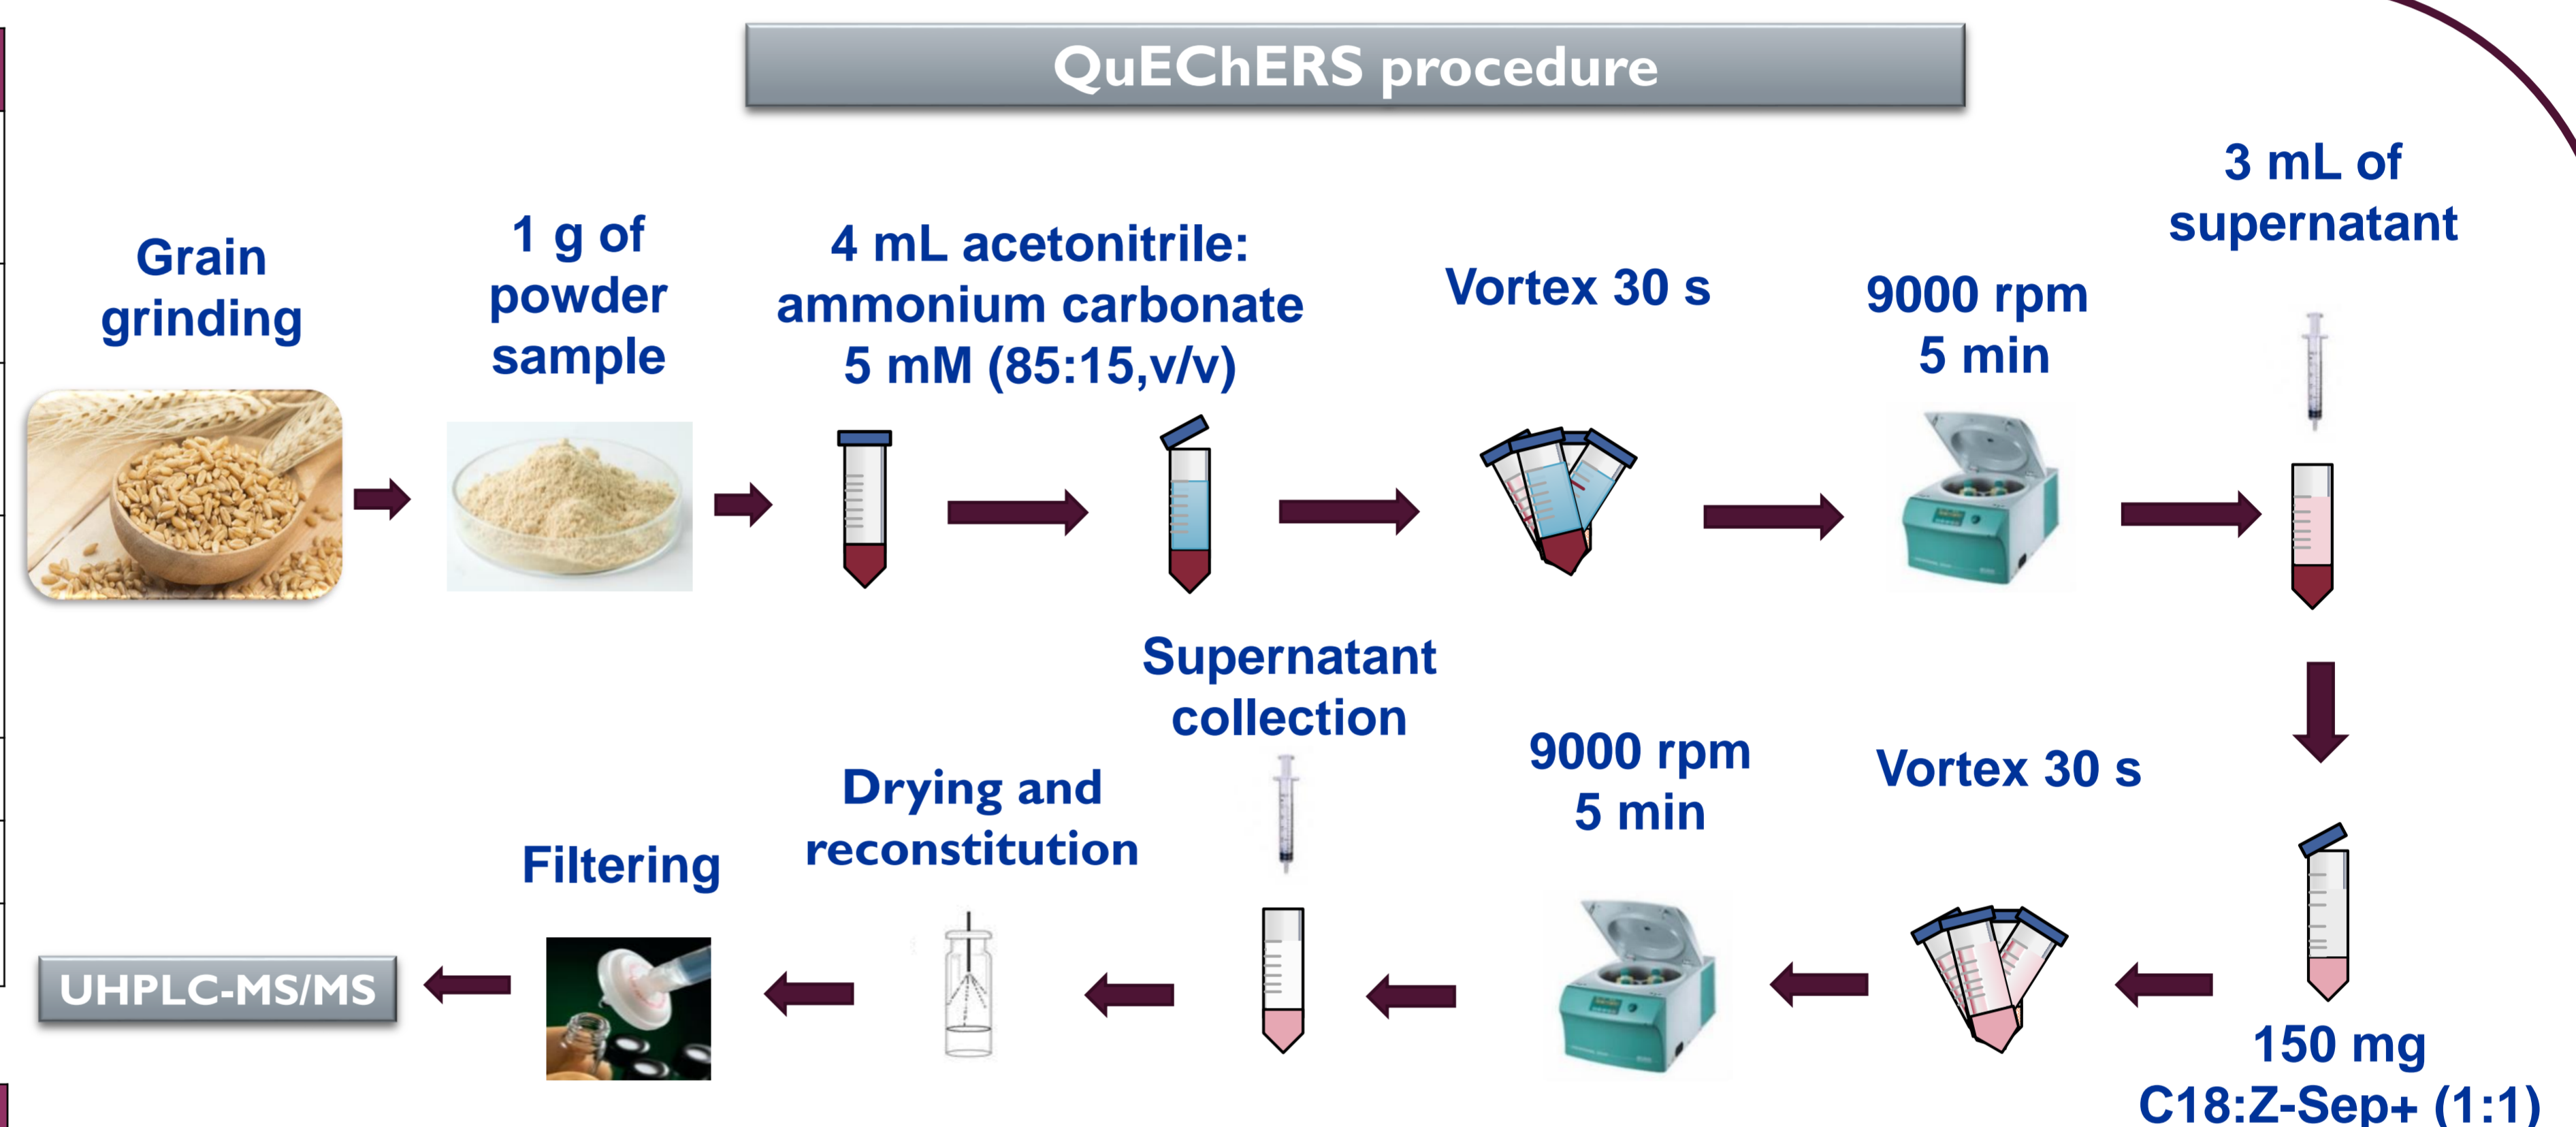 QuEChERS procedure
Grain
grinding
1 g of
powder
sample
4 mL acetonitrile:
ammonium carbonate
5 mM (85:15,v/v)
Vortex 30 s
9000 rpm
5 min
3 mL of
supernatant
150 mg
C18:Z-Sep+ (1:1)
Vortex 30 s
9000 rpm
5 min
Supernatant
collection
Drying and
reconstitution
Filtering
UHPLC-MS/MS